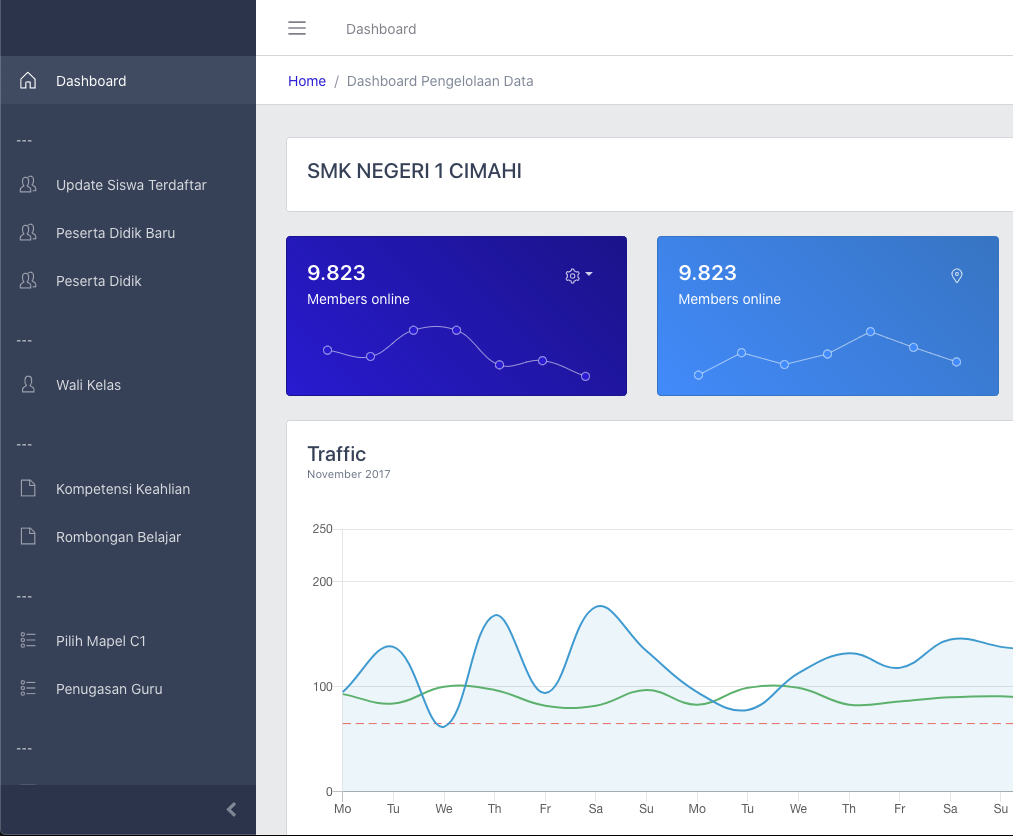 Dashboard
Home / Dashboard Pengelolaan Data
Dashboard
---
Update Siswa Terdaftar
Peserta Didik Baru
Peserta Didik
---
Wali Kelas
---
Kompetensi Keahlian
Rombongan Belajar
---
Pilih Mapel C1
Penugasan Guru
---
SMK NEGERI 1 CIMAHI
9.823
Members online
9.823
Members online
Traffic
November 2017
250
200
100
0
Mo Tu We Th Fr Sa Su Mo Tu We Th Fr Sa Su